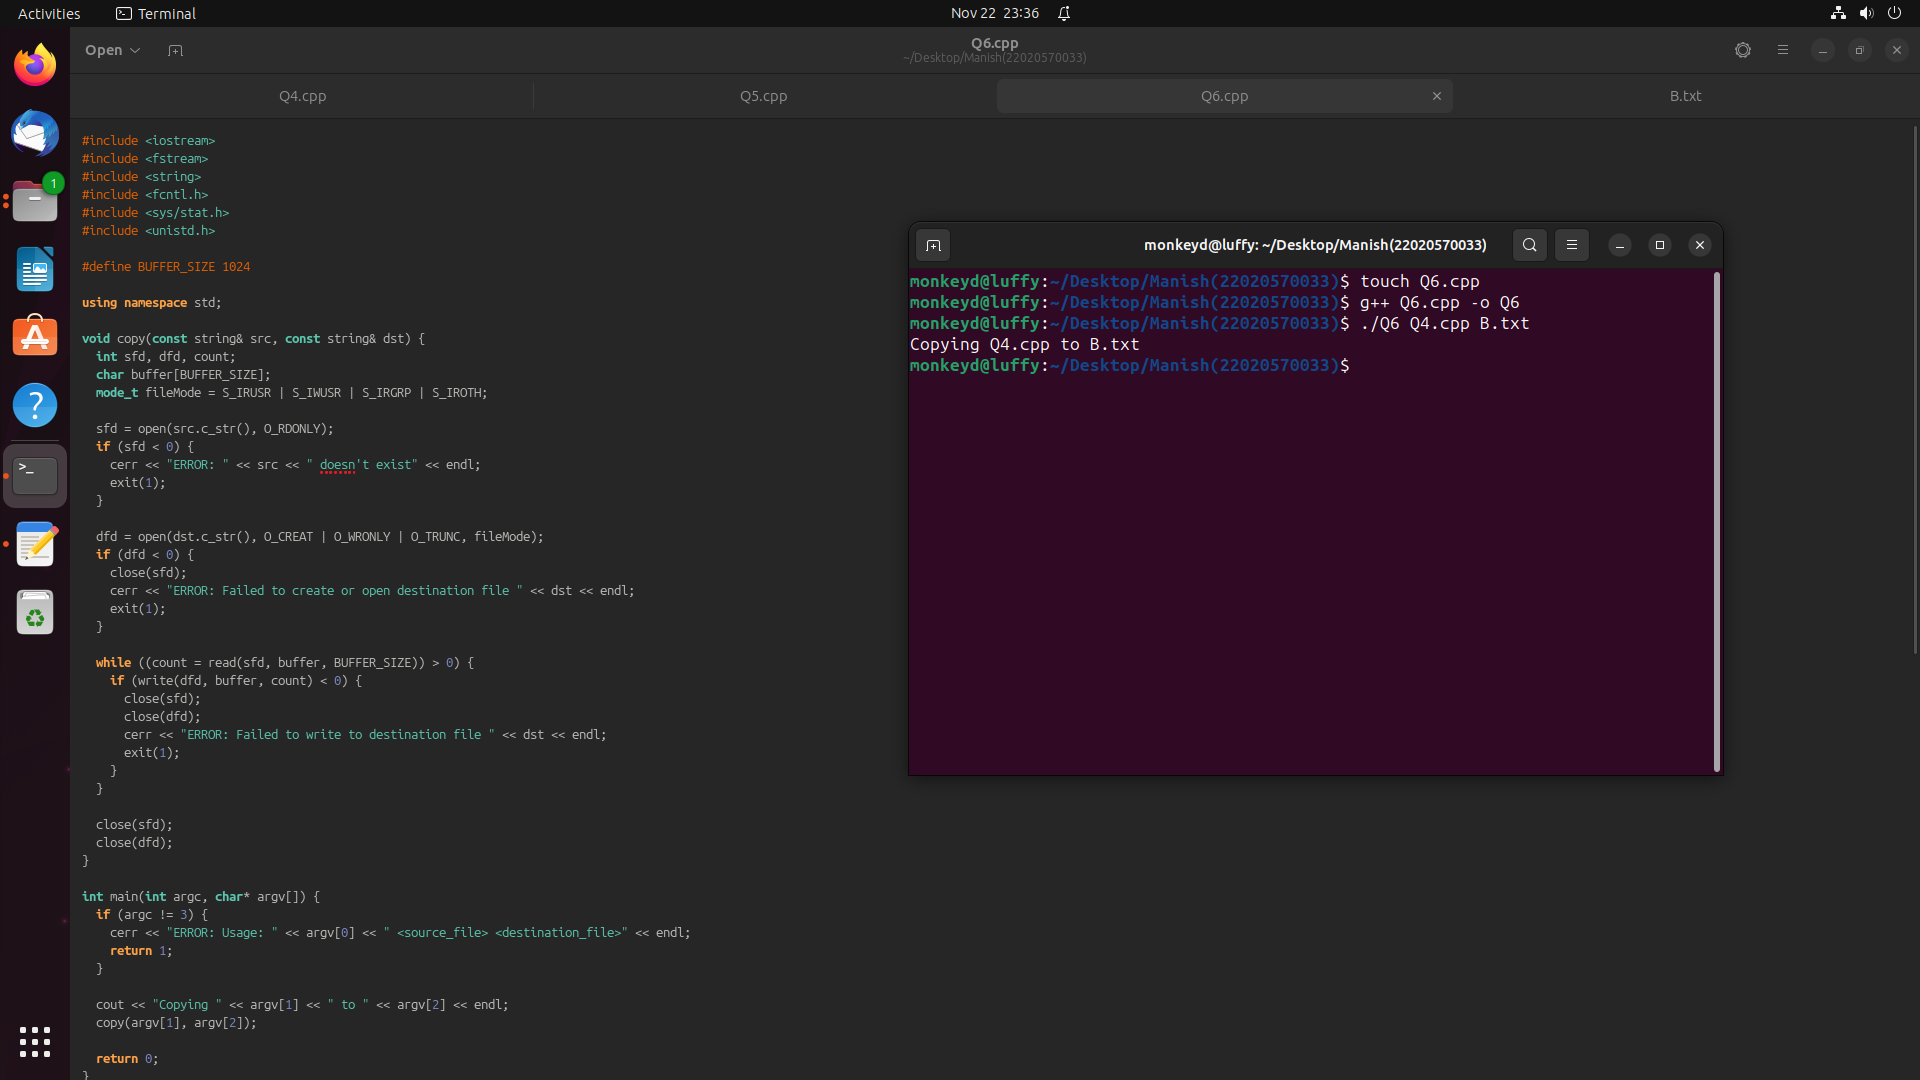 Activities
Terminal
Nov 22 23:36
Open
Q6.cpp
~/Desktop/Manish(22020570033)
Q4.cpp
Q5.cpp
Q6.cpp
B.txt
1
#include <iostream>
#include <fstream>
#include <string>
#include <fcntl.h>
#include <sys/stat.h>
#include <unistd.h>
#define BUFFER_SIZE 1024
using namespace std;
void copy(const string& src, const string& dst) {
  int sfd, dfd, count;
  char buffer[BUFFER_SIZE];
  mode_t fileMode = S_IRUSR | S_IWUSR | S_IRGRP | S_IROTH;
  sfd = open(src.c_str(), O_RDONLY);
  if (sfd < 0) {
    cerr << "ERROR: " << src << " doesn't exist" << endl;
    exit(1);
  }
  dfd = open(dst.c_str(), O_CREAT | O_WRONLY | O_TRUNC, fileMode);
  if (dfd < 0) {
    close(sfd);
    cerr << "ERROR: Failed to create or open destination file " << dst << endl;
    exit(1);
  }
  while ((count = read(sfd, buffer, BUFFER_SIZE)) > 0) {
    if (write(dfd, buffer, count) < 0) {
      close(sfd);
      close(dfd);
      cerr << "ERROR: Failed to write to destination file " << dst << endl;
      exit(1);
    }
  }
  close(sfd);
  close(dfd);
}
int main(int argc, char* argv[]) {
  if (argc != 3) {
    cerr << "ERROR: Usage: " << argv[0] << " <source_file> <destination_file>" << endl;
    return 1;
  }
  cout << "Copying " << argv[1] << " to " << argv[2] << endl;
  copy(argv[1], argv[2]);
  return 0;
}
monkeyd@luffy: ~/Desktop/Manish(22020570033)
monkeyd@luffy:~/Desktop/Manish(22020570033)$ touch Q6.cpp
monkeyd@luffy:~/Desktop/Manish(22020570033)$ g++ Q6.cpp -o Q6
monkeyd@luffy:~/Desktop/Manish(22020570033)$ ./Q6 Q4.cpp B.txt
Copying Q4.cpp to B.txt
monkeyd@luffy:~/Desktop/Manish(22020570033)$